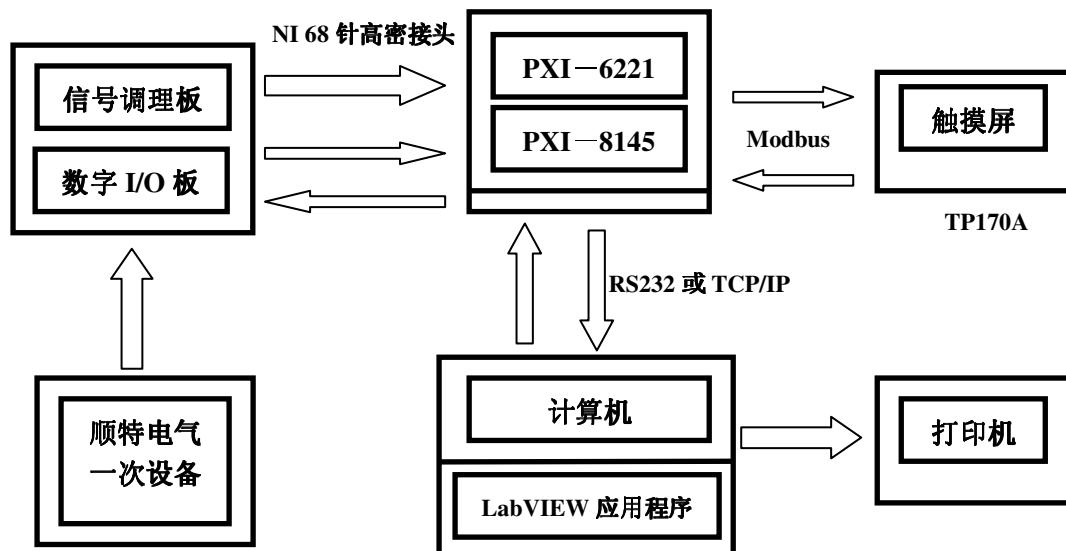 NI 68 针高密接头
信号调理板
数字 I/O 板
PXI－6221
PXI－8145
Modbus
触摸屏
TP170A
RS232 或 TCP/IP
顺特电气
一次设备
计算机
LabVIEW 应用程序
打印机